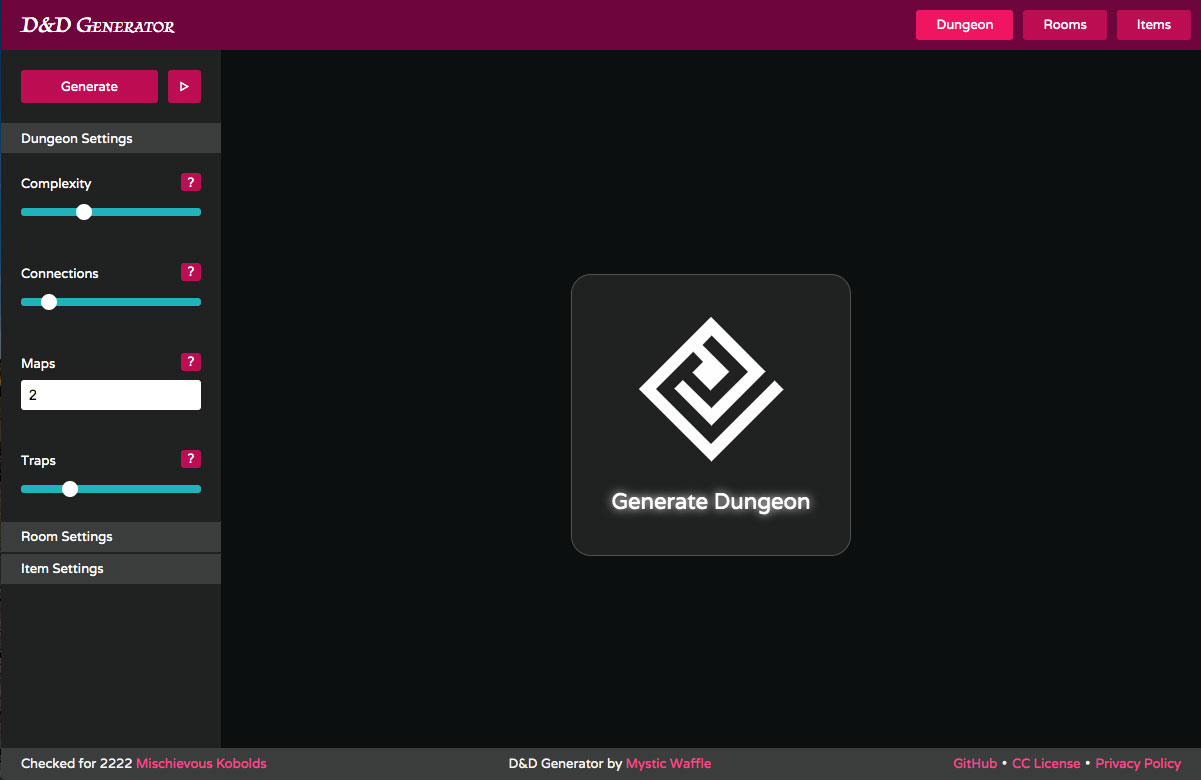 D&D Generator
Dungeon Rooms Items
Generate
Dungeon Settings
Complexity ?
Connections ?
Maps ?
2
Traps ?
Room Settings
Item Settings
Generate Dungeon
Checked for 2222 Mischievous Kobolds
D&D Generator by Mystic Waffle
GitHub • CC License • Privacy Policy